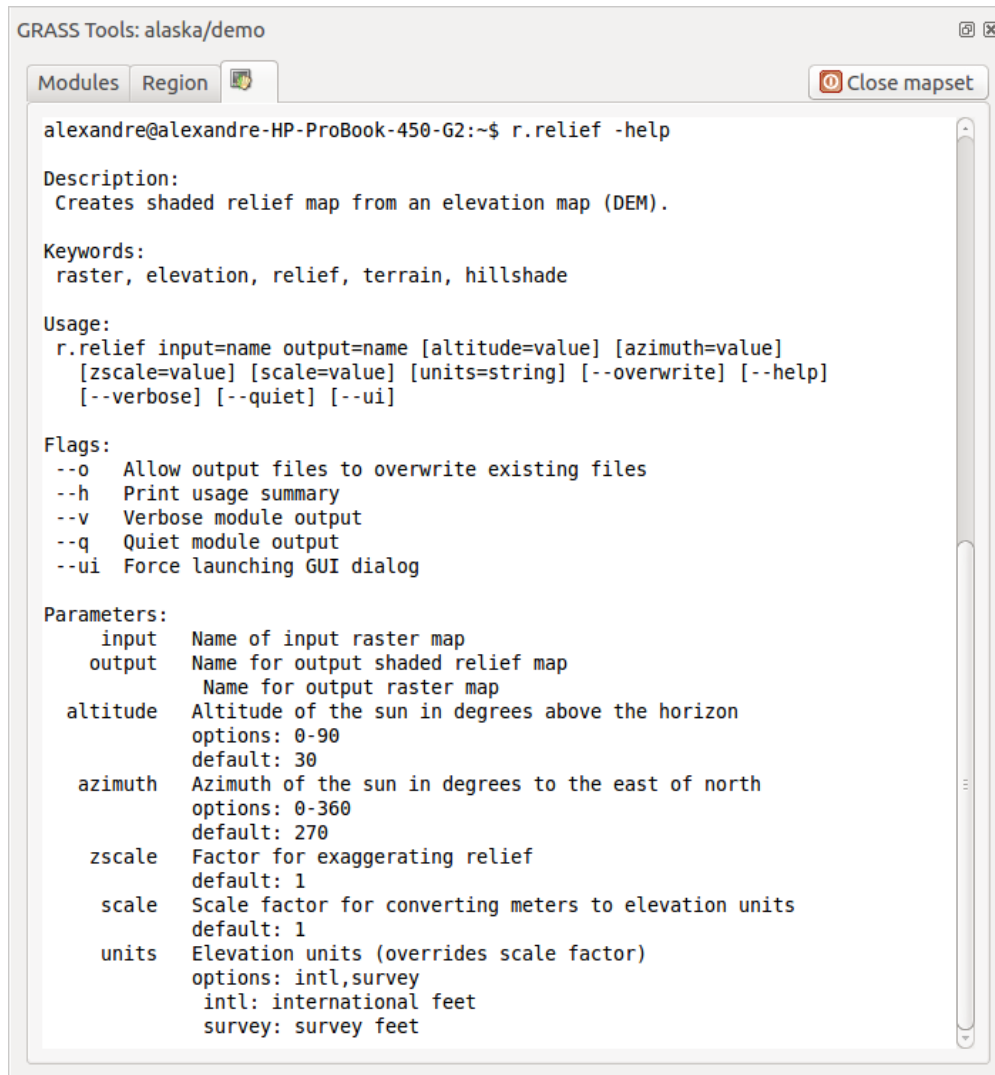 GRASS Tools: alaska/demo
Modules Region Close mapset
alexandre@alexandre-HP-ProBook-450-G2:~$ r.relief -help
Description:
Creates shaded relief map from an elevation map (DEM).
Keywords:
raster, elevation, relief, terrain, hillshade
Usage:
r.relief input=name output=name [altitude=value] [azimuth=value]
[zscale=value] [scale=value] [units=string] [--overwrite] [--help]
[--verbose] [--quiet] [--ui]
Flags:
--o Allow output files to overwrite existing files
--h Print usage summary
--v Verbose module output
--q Quiet module output
--ui Force launching GUI dialog
Parameters:
input Name of input raster map
output Name for output shaded relief map
Name for output raster map
altitude Altitude of the sun in degrees above the horizon
options: 0-90
default: 30
azimuth Azimuth of the sun in degrees to the east of north
options: 0-360
default: 270
zscale Factor for exaggerating relief
default: 1
scale Scale factor for converting meters to elevation units
default: 1
units Elevation units (overrides scale factor)
options: intl,survey
intl: international feet
survey: survey feet